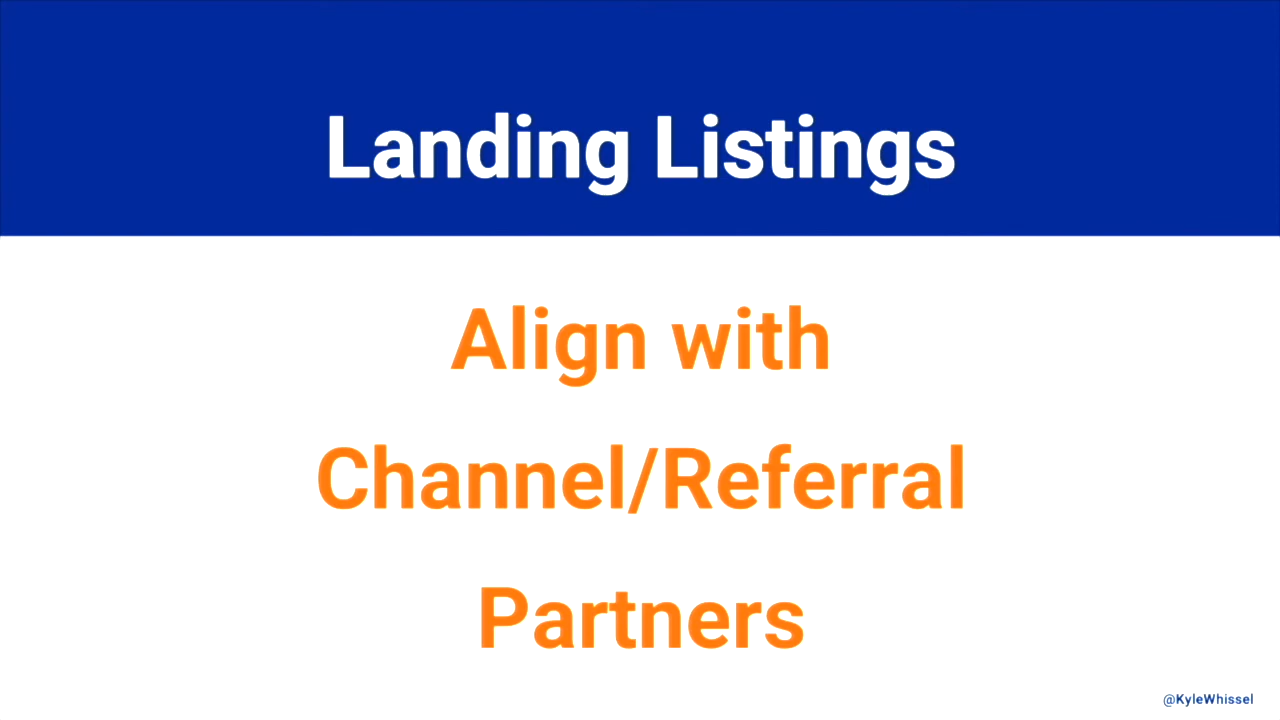 Landing Listings
Align with
Channel/Referral
Partners
@KyleWhissel